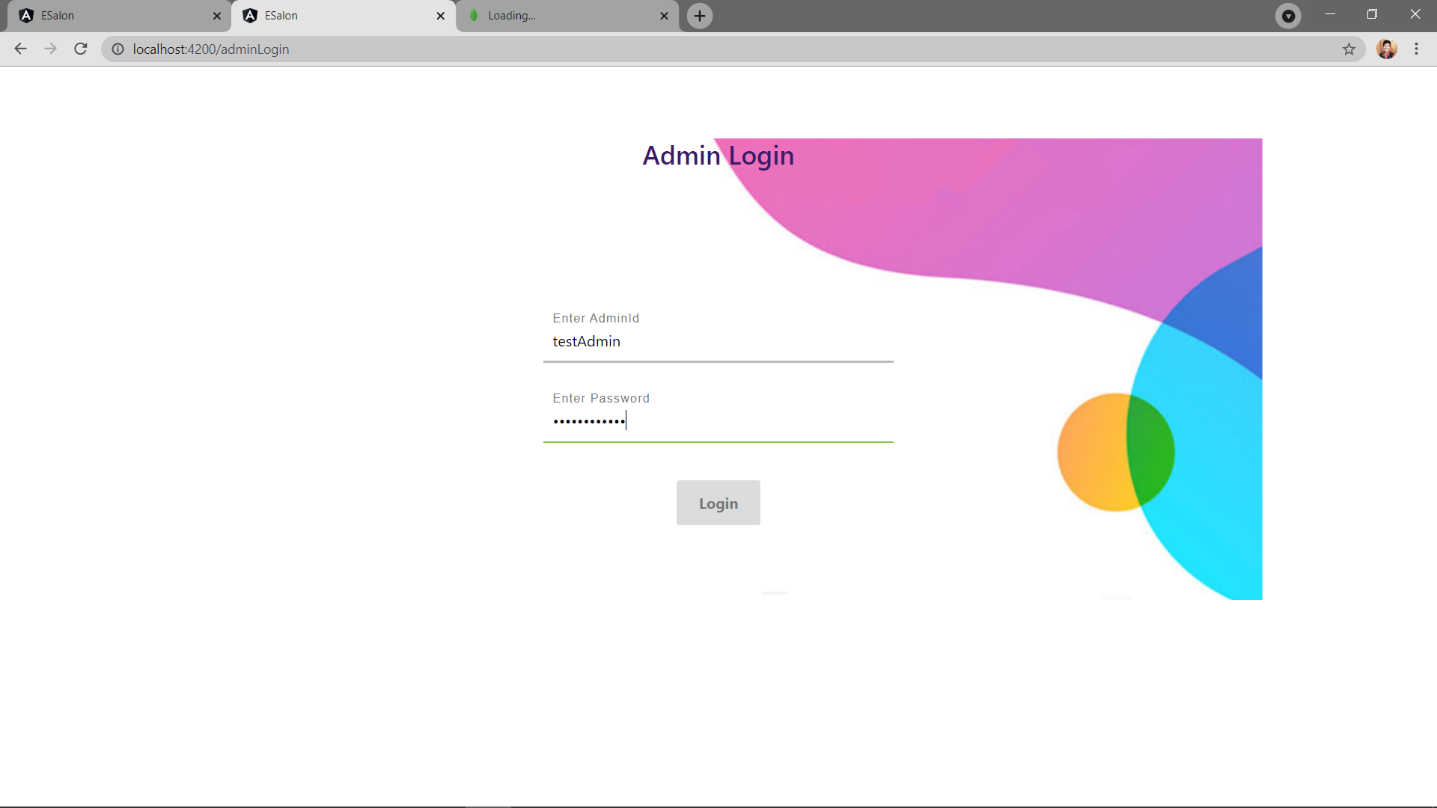 ESalon
ESalon
Loading...
localhost:4200/adminLogin
Admin Login
Enter AdminId
testAdmin
Enter Password
••••••••••••
Login